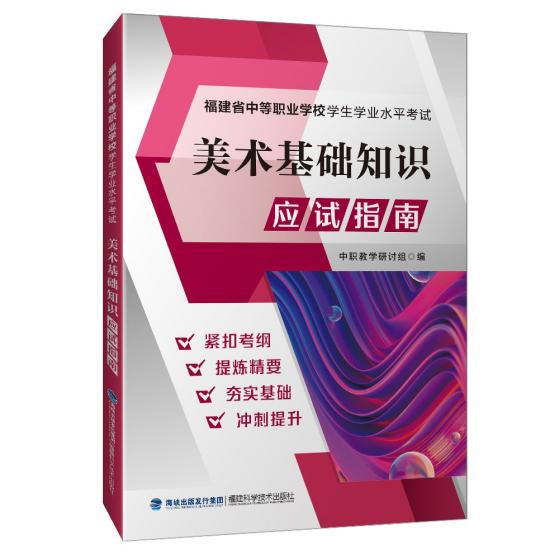 福建省中等职业学校学生学业水平考试
美术基础知识
应试指南
中职教学研讨组 编
紧扣考纲
提炼精要
夯实基础
冲刺提升
海峡出版发行集团 福建科学技术出版社
福建省中等职业学校学生学业水平考试
美术基础知识
应试指南